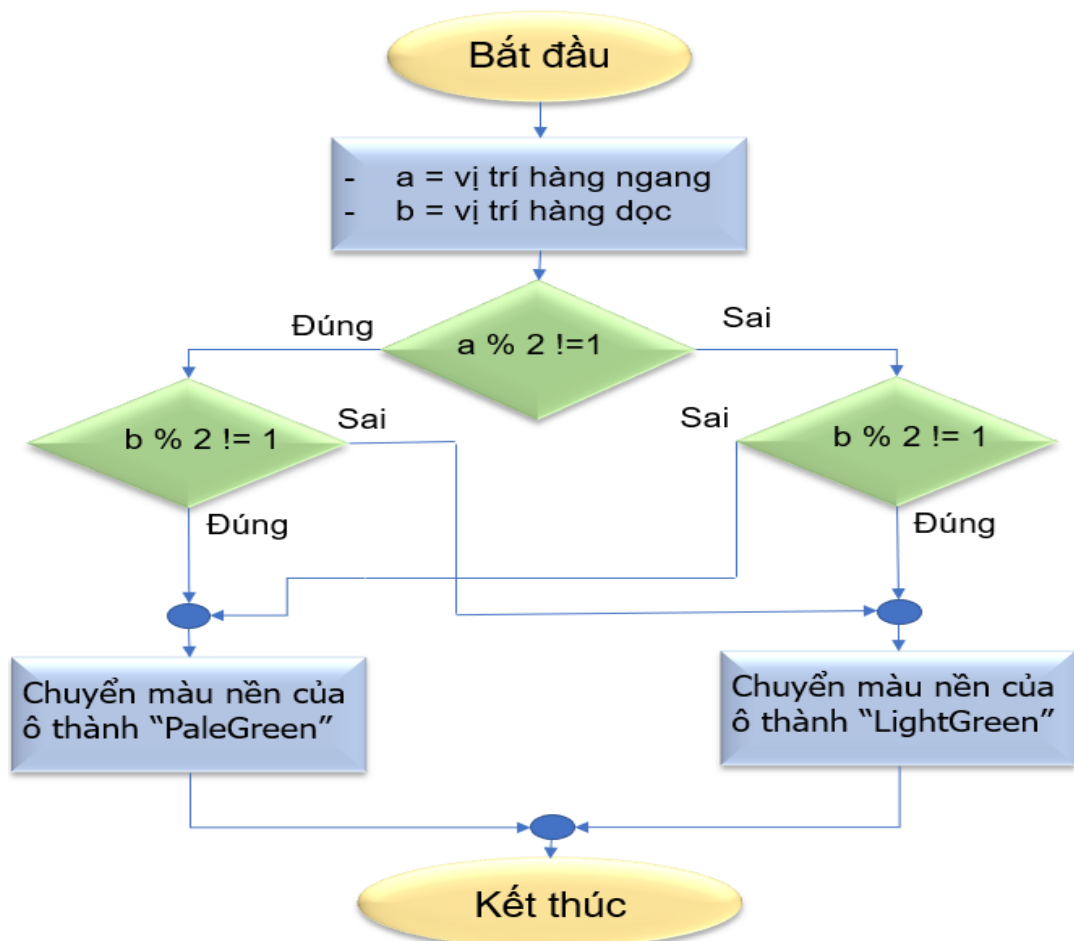 Bắt đầu
- a = vị trí hàng ngang
- b = vị trí hàng dọc
Đúng
Sai
a % 2 !=1
Sai
Sai
b % 2 != 1
b % 2 != 1
Đúng
Đúng
Chuyển màu nền của
ô thành “PaleGreen”
Chuyển màu nền của
ô thành “LightGreen”
Kết thúc